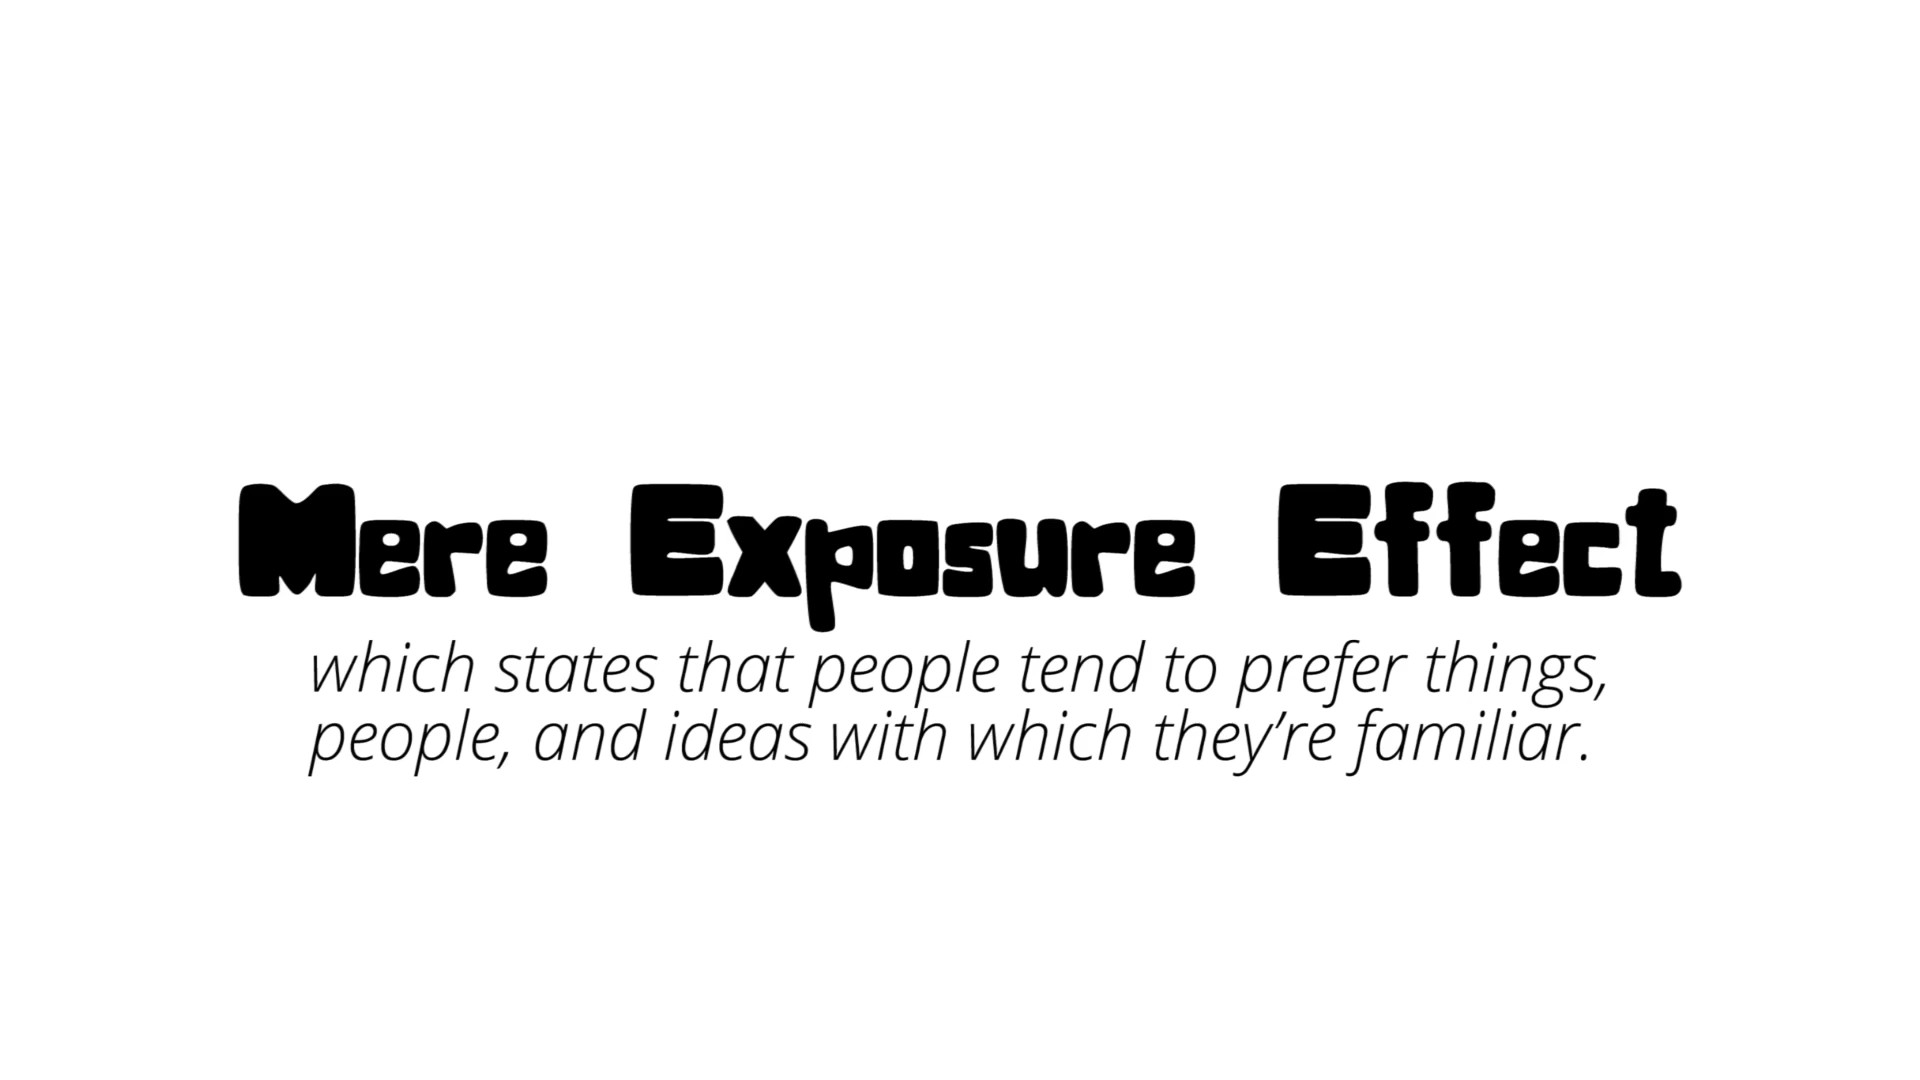 Mere Exposure Effect
which states that people tend to prefer things,
people, and ideas with which they’re familiar.